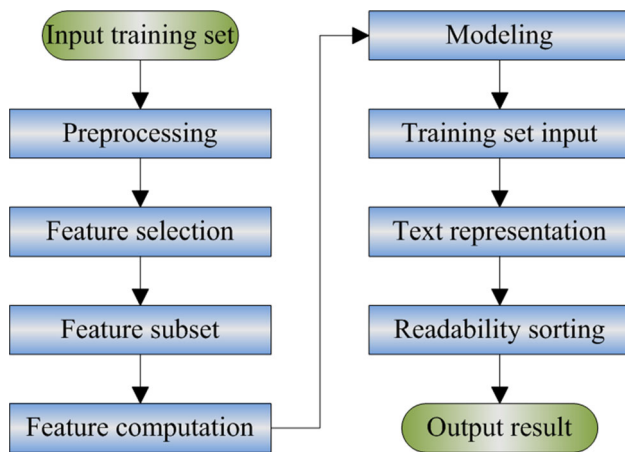 Input training set
Preprocessing
Feature selection
Feature subset
Feature computation
Modeling
Training set input
Text representation
Readability sorting
Output result